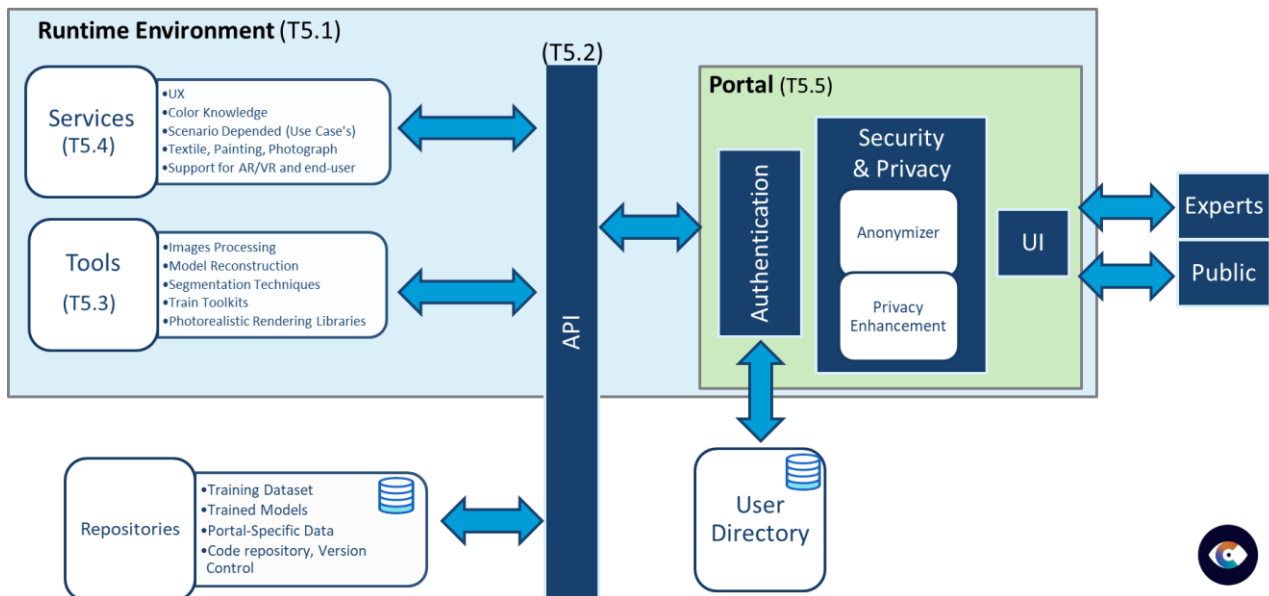 Runtime Environment (T5.1)
Services
(T5.4)
•UX
•Color Knowledge
•Scenario Depended (Use Case's)
•Textile, Painting, Photograph
•Support for AR/VR and end-user
Tools
(T5.3)
•Images Processing
•Model Reconstruction
•Segmentation Techniques
•Train Toolkits
•Photorealistic Rendering Libraries
(T5.2)
API
Portal (T5.5)
Authentication
Security
& Privacy
Anonymizer
Privacy
Enhancement
UI
Experts
Public
Repositories
•Training Dataset
•Trained Models
•Portal-Specific Data
•Code repository, Version
Control
User
Directory